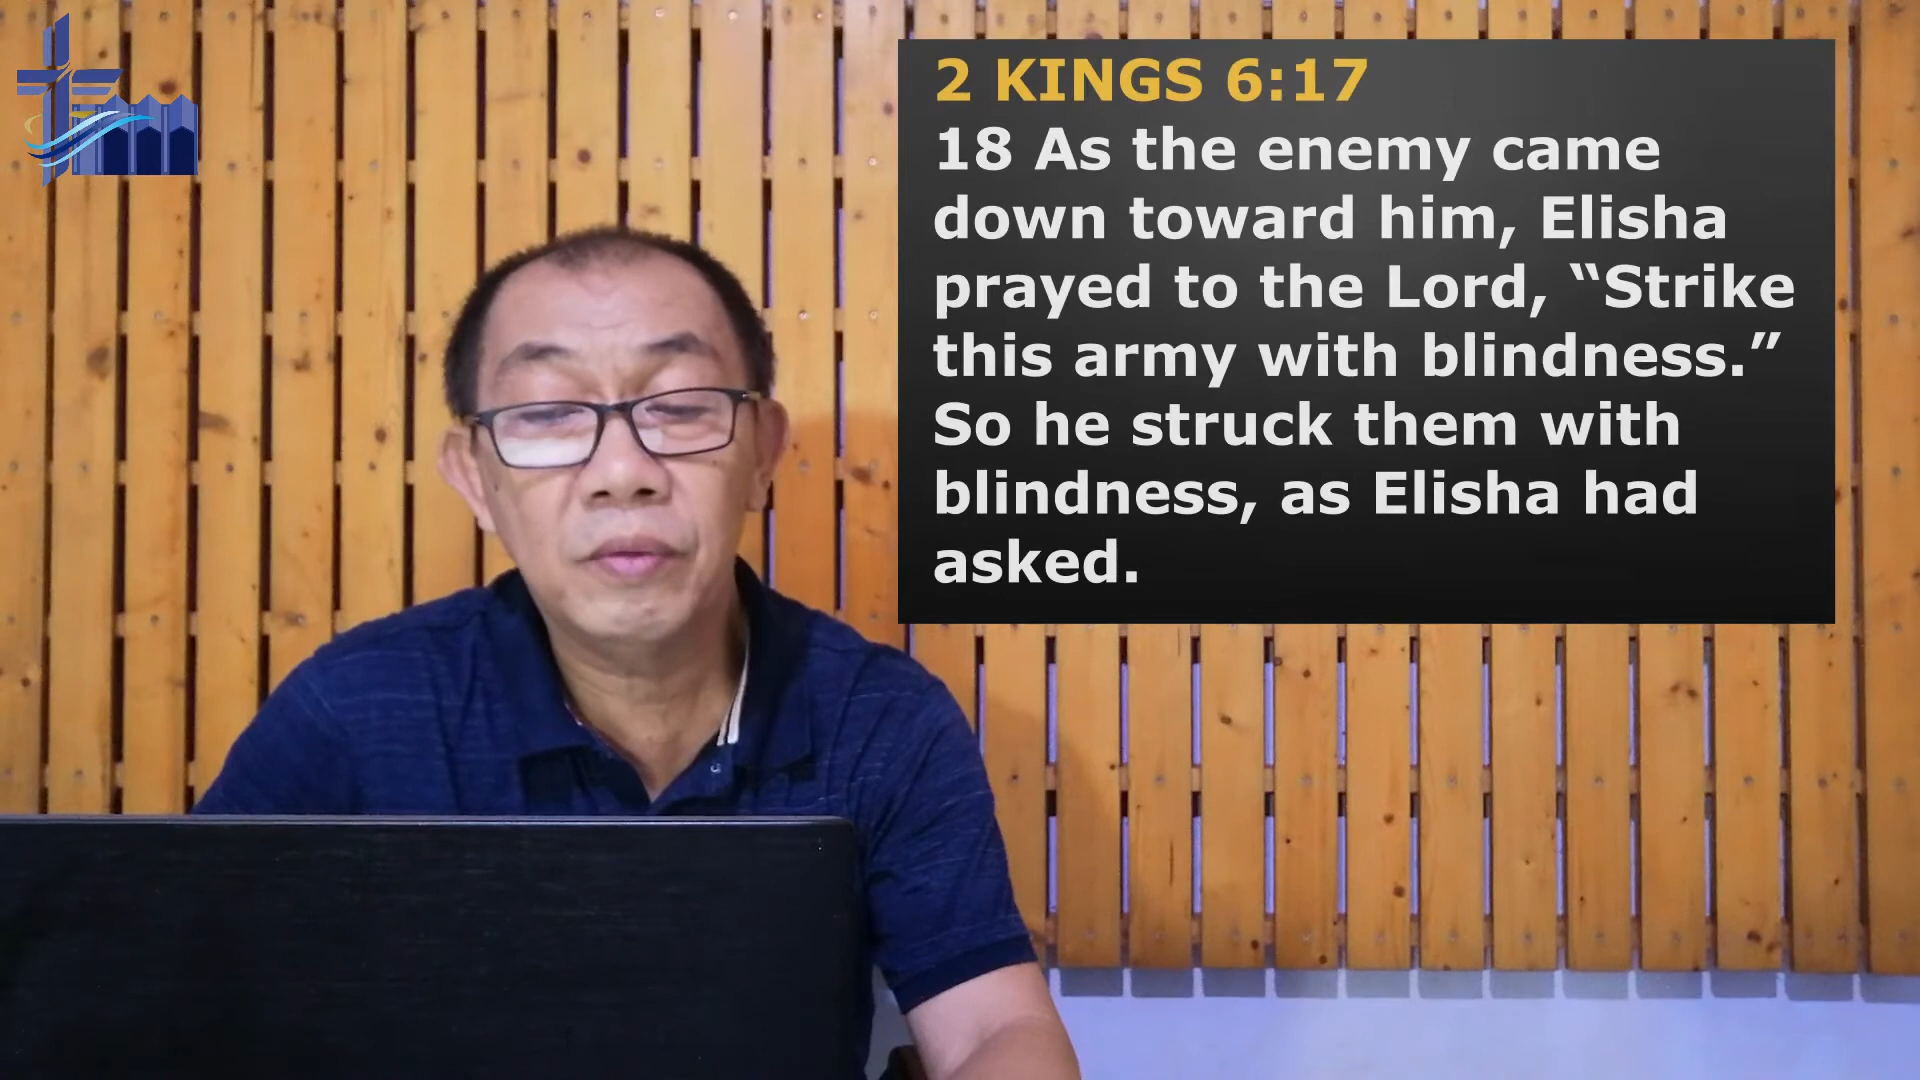 2 KINGS 6:17
18 As the enemy came
down toward him, Elisha
prayed to the Lord, “Strike
this army with blindness.”
So he struck them with
blindness, as Elisha had
asked.